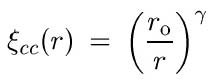 ξ_cc(r) = (r_o / r)^γ